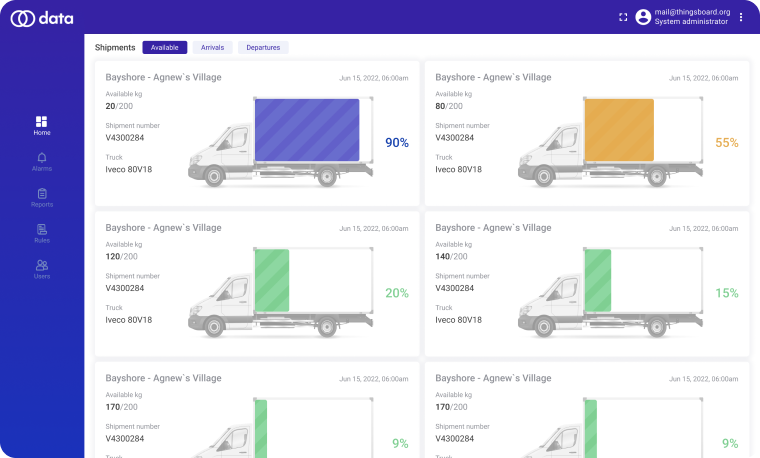 data
mail@thingsboard.org
System administrator
Home
Alarms
Reports
Rules
Users
Shipments Available Arrivals Departures
Bayshore - Agnew`s Village Jun 15, 2022, 06:00am
Available kg
20/200
Shipment number
V4300284
Truck
Iveco 80V18
90%
Bayshore - Agnew`s Village Jun 15, 2022, 06:00am
Available kg
80/200
Shipment number
V4300284
Truck
Iveco 80V18
55%
Bayshore - Agnew`s Village Jun 15, 2022, 06:00am
Available kg
120/200
Shipment number
V4300284
Truck
Iveco 80V18
20%
Bayshore - Agnew`s Village Jun 15, 2022, 06:00am
Available kg
140/200
Shipment number
V4300284
Truck
Iveco 80V18
15%
Bayshore - Agnew`s Village Jun 15, 2022, 06:00am
Available kg
170/200
Shipment number
V4300284
Truck
9%
Bayshore - Agnew`s Village Jun 15, 2022, 06:00am
Available kg
170/200
Shipment number
V4300284
Truck
9%